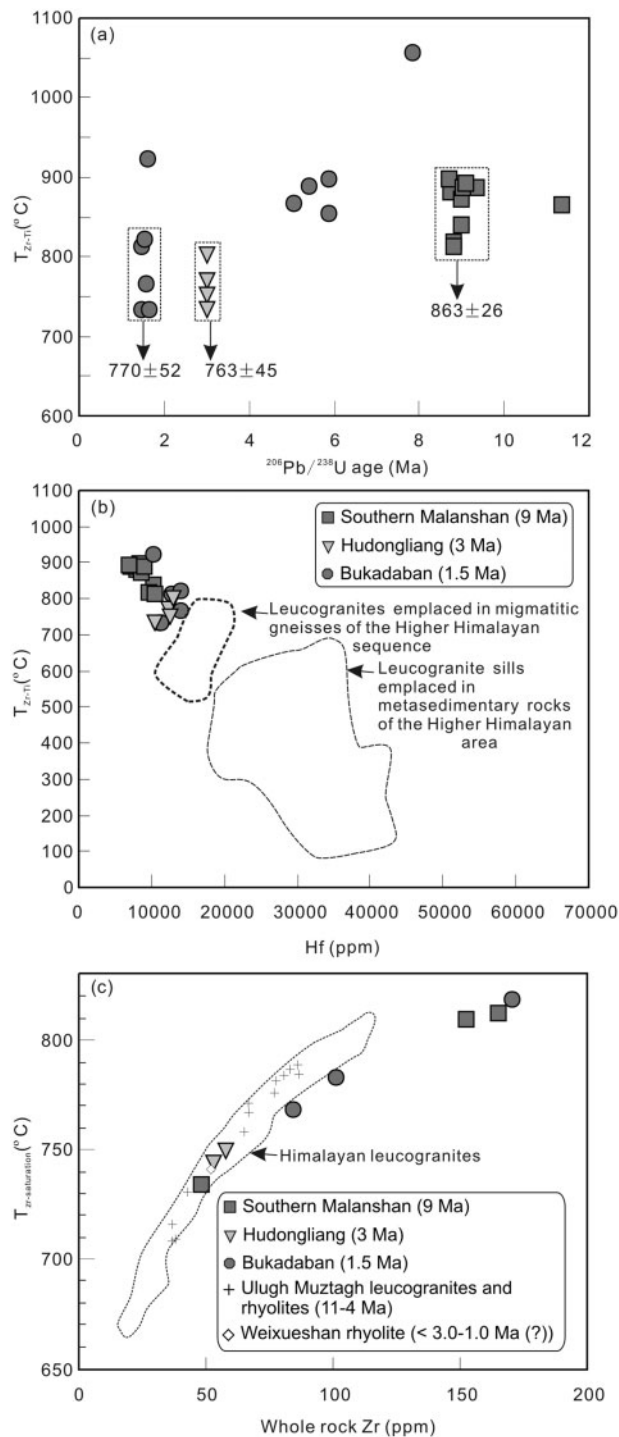 (a)
1100
1000
900
800
700
600
T Zr-Ti (°C)
863±26
770±52
763±45
0
2
4
6
8
10
12
206Pb/238U age (Ma)
(b)
1100
1000
900
800
700
600
500
400
300
200
100
0
T Zr-Ti (°C)
Southern Malanshan (9 Ma)
Hudongliang (3 Ma)
Bukadaban (1.5 Ma)
Leucogranites emplaced in migmatitic
gneisses of the Higher Himalayan
sequence
Leucogranite sills
emplaced in
metasedimentary rocks
of the Higher Himalayan
area
10000
20000
30000
40000
50000
60000
70000
Hf (ppm)
(c)
800
750
700
650
T zr-saturation (°C)
Himalayan leucogranites
Southern Malanshan (9 Ma)
Hudongliang (3 Ma)
Bukadaban (1.5 Ma)
Ulugh Muztagh leucogranites and
rhyolites (11-4 Ma)
Weixueshan rhyolite (< 3.0-1.0 Ma (?))
0
50
100
150
200
Whole rock Zr (ppm)